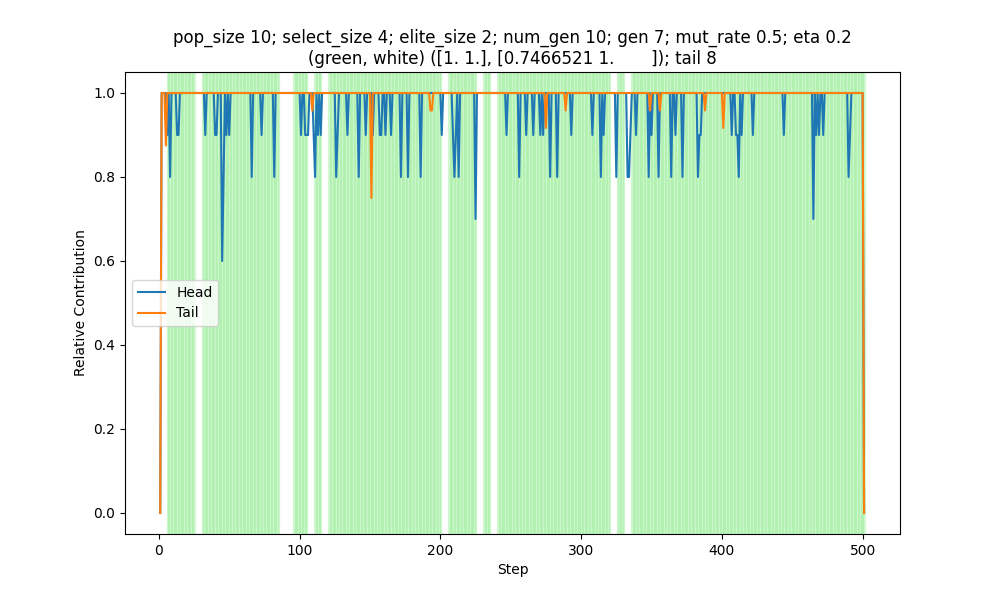 pop_size 10; select_size 4; elite_size 2; num_gen 10; gen 7; mut_rate 0.5; eta 0.2
(green, white) ([1. 1.], [0.7466521 1.        ]); tail 8
1.0
0.8
0.6
0.4
0.2
0.0
Relative Contribution
Head
Tail
0
100
200
300
400
500
Step